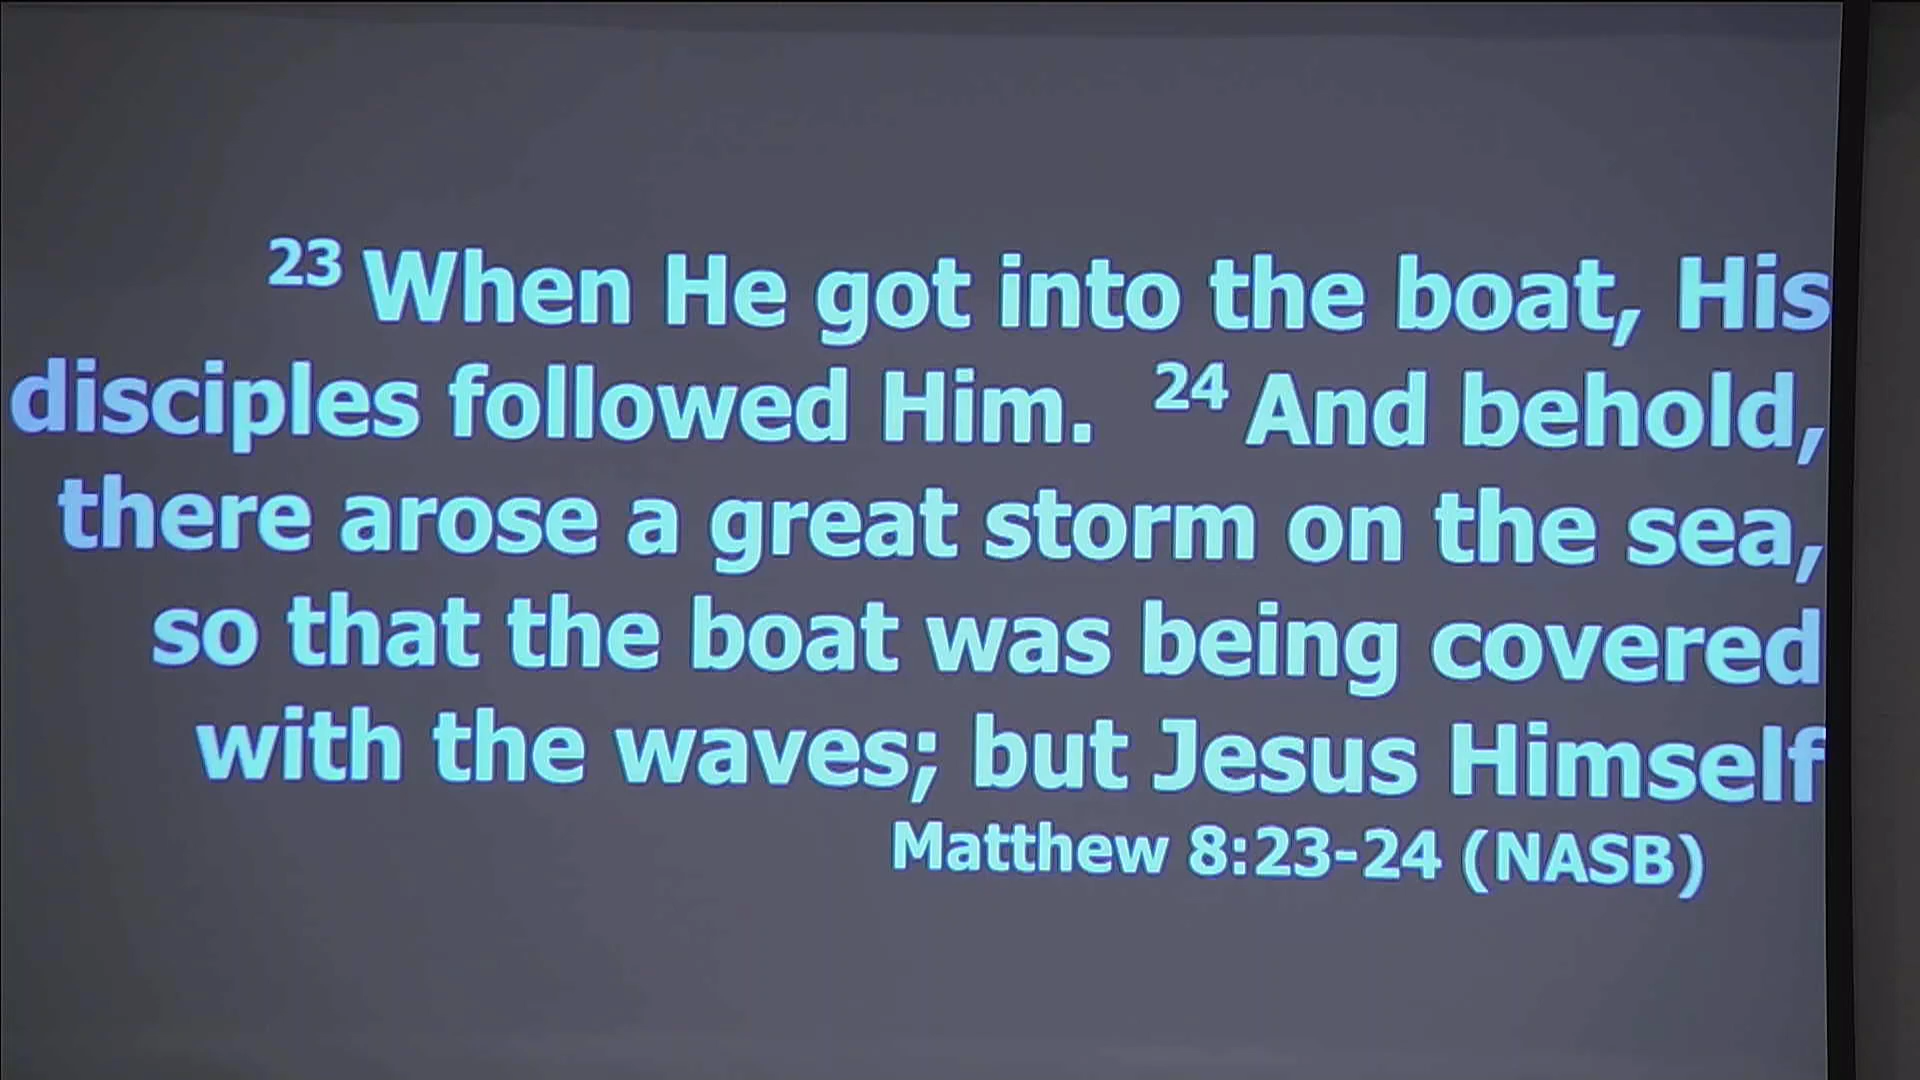 23 When He got into the boat, His
disciples followed Him. 24 And behold,
there arose a great storm on the sea,
so that the boat was being covered
with the waves; but Jesus Himself
Matthew 8:23-24 (NASB)